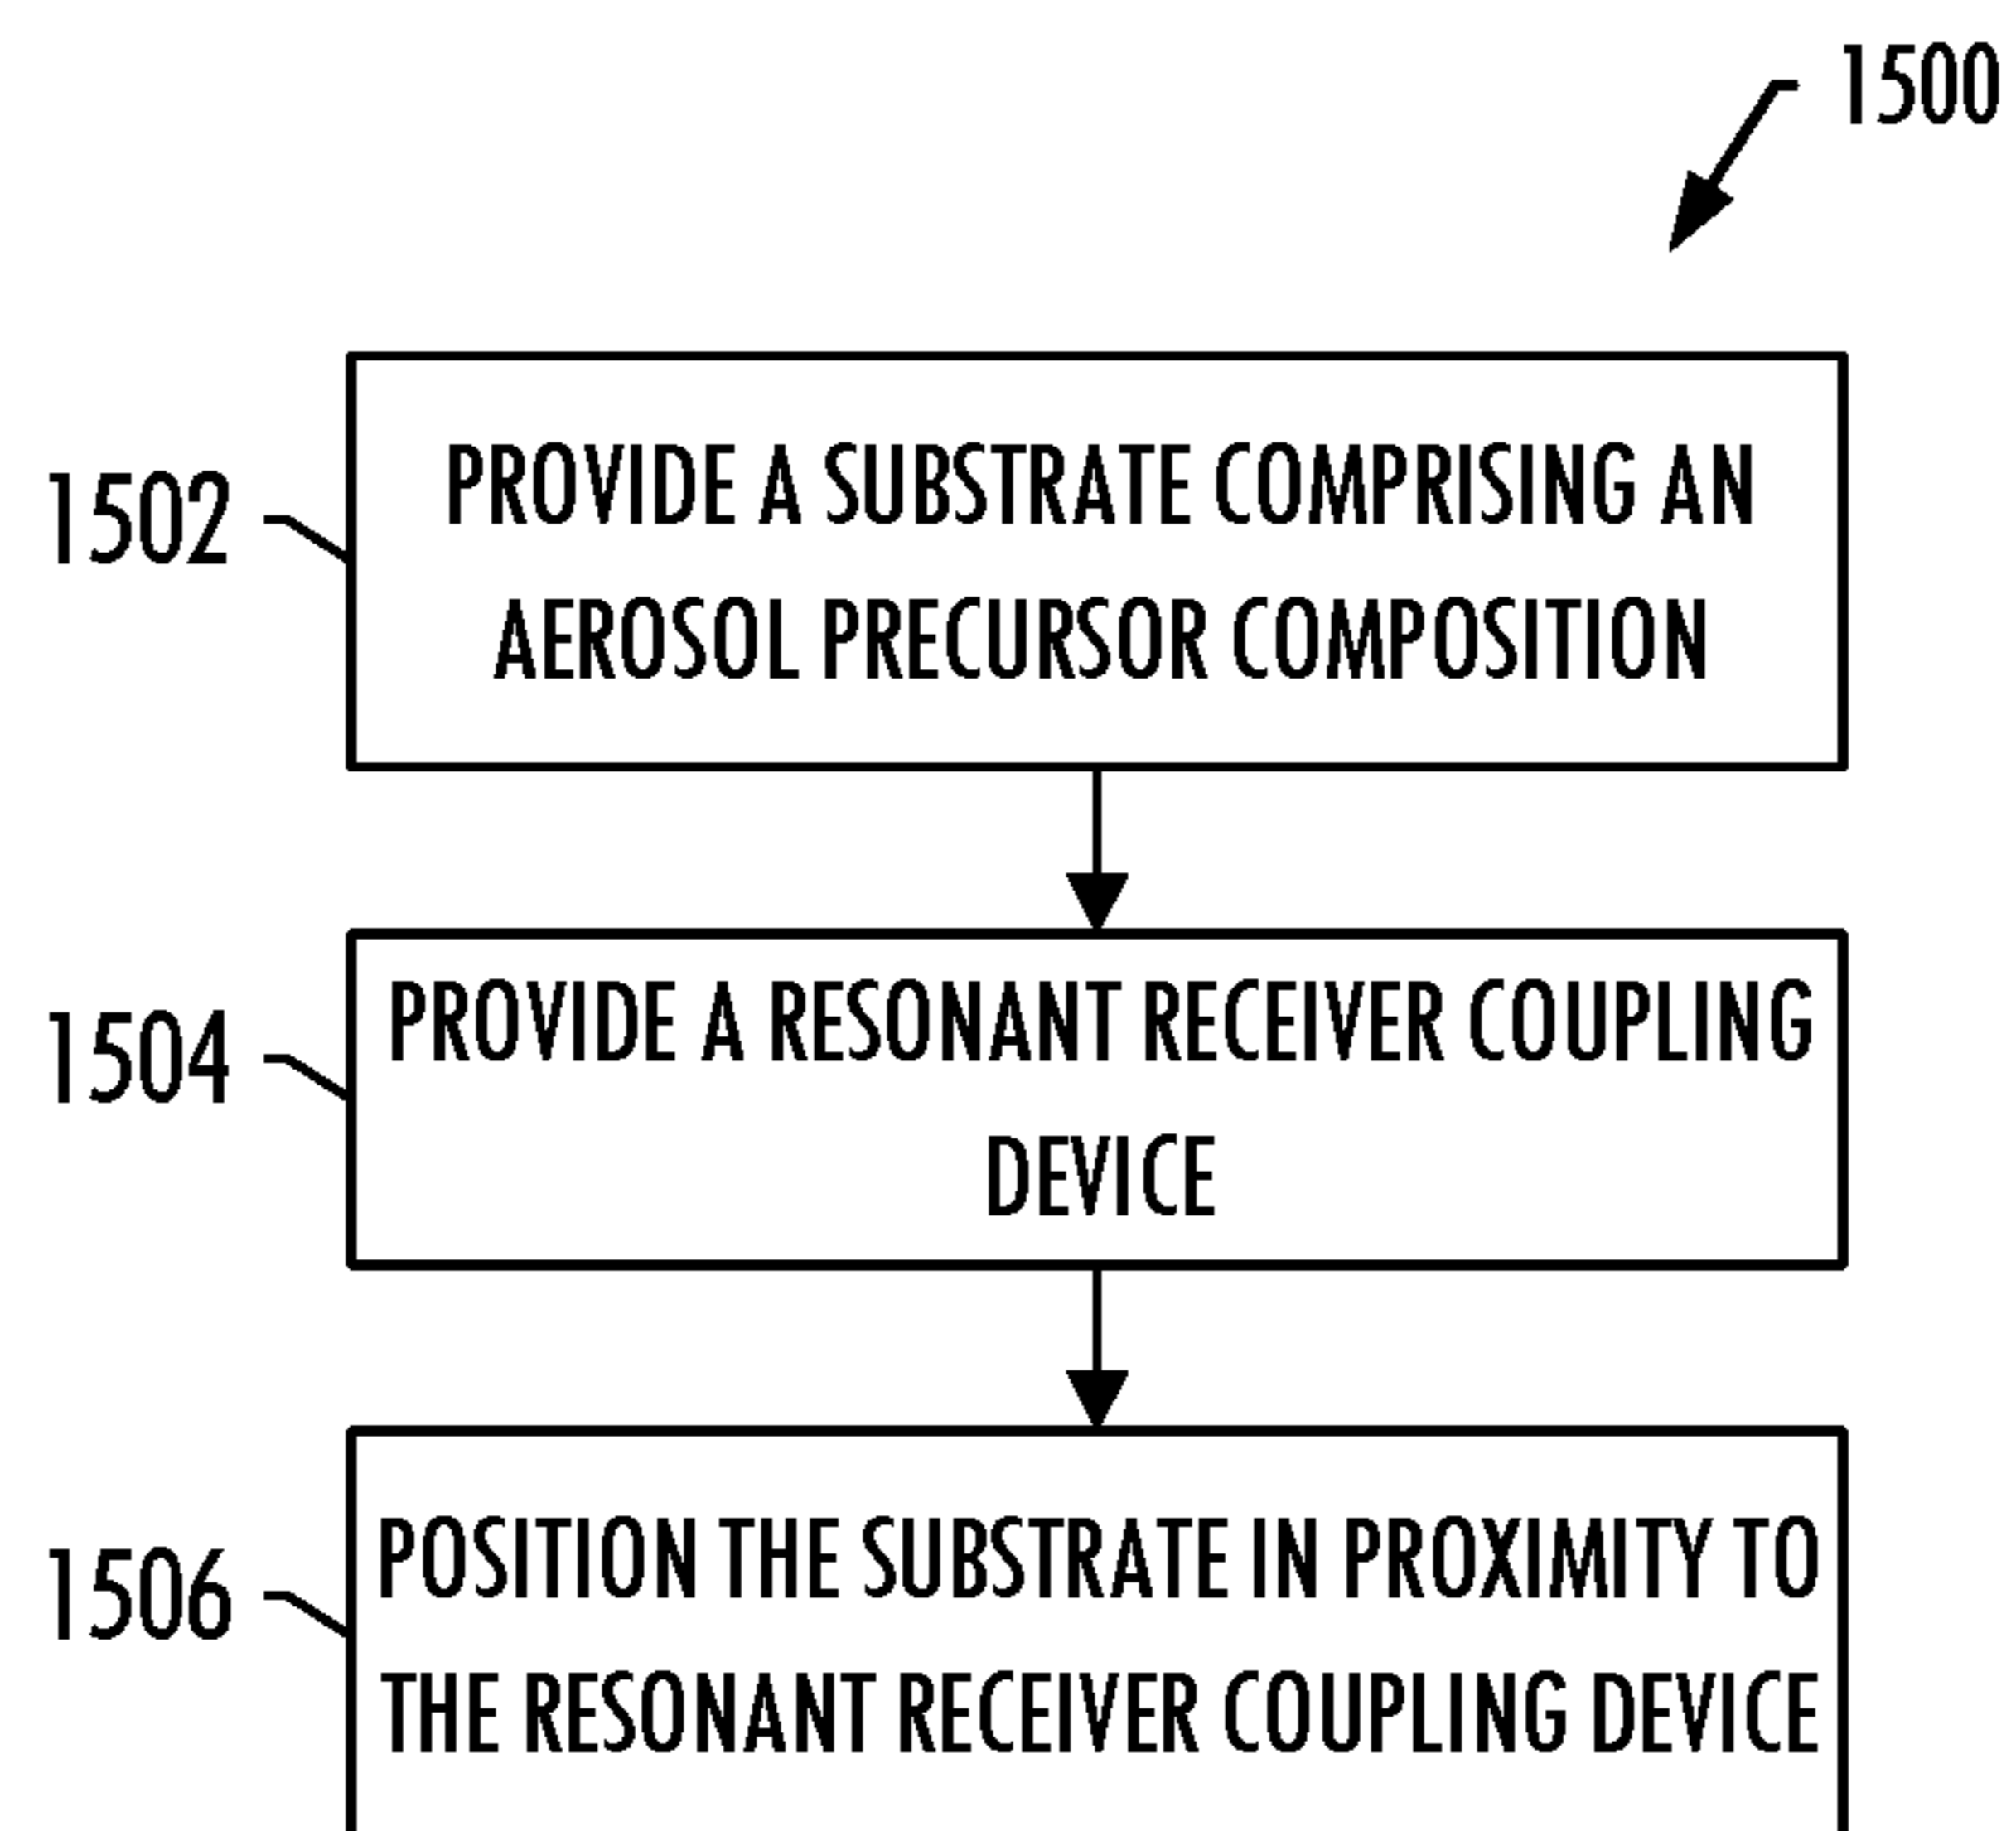 1500
1502
PROVIDE A SUBSTRATE COMPRISING AN
AEROSOL PRECURSOR COMPOSITION
1504
PROVIDE A RESONANT RECEIVER COUPLING
DEVICE
1506
POSITION THE SUBSTRATE IN PROXIMITY TO
THE RESONANT RECEIVER COUPLING DEVICE